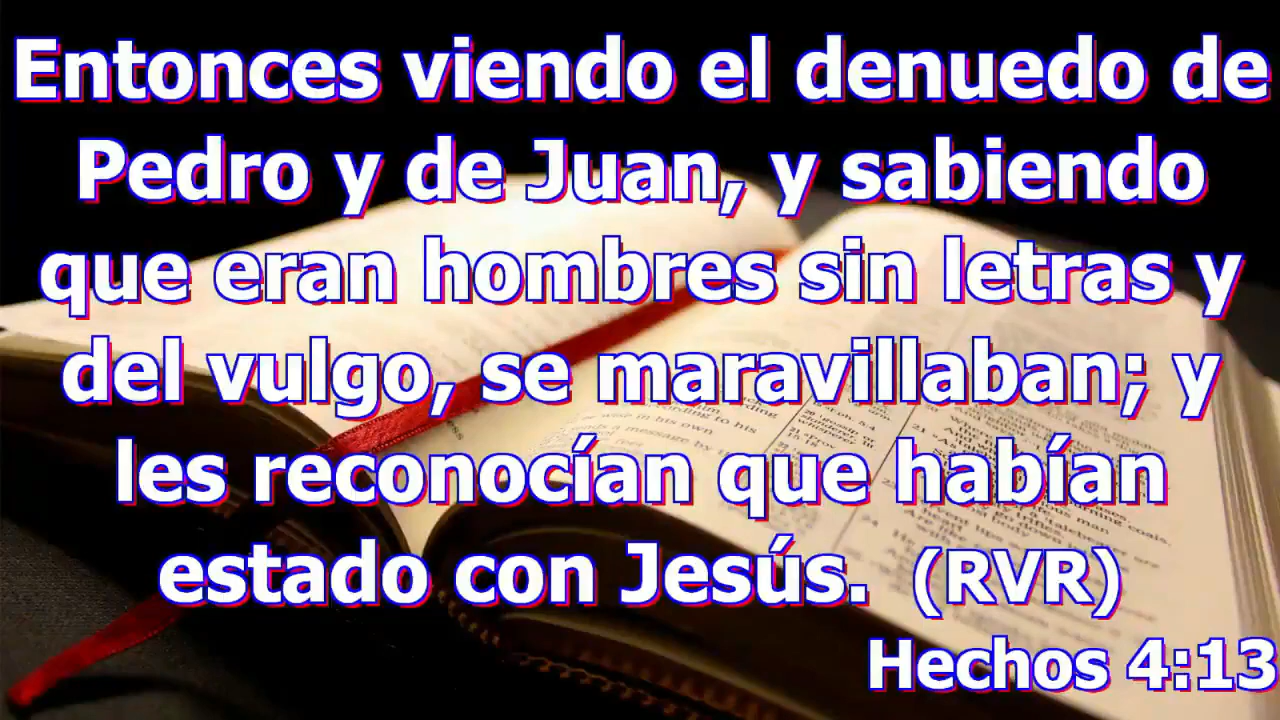 Entonces viendo el denuedo de
Pedro y de Juan, y sabiendo
que eran hombres sin letras y
del vulgo, se maravillaban; y
les reconocían que habían
estado con Jesús. (RVR)
Hechos 4:13